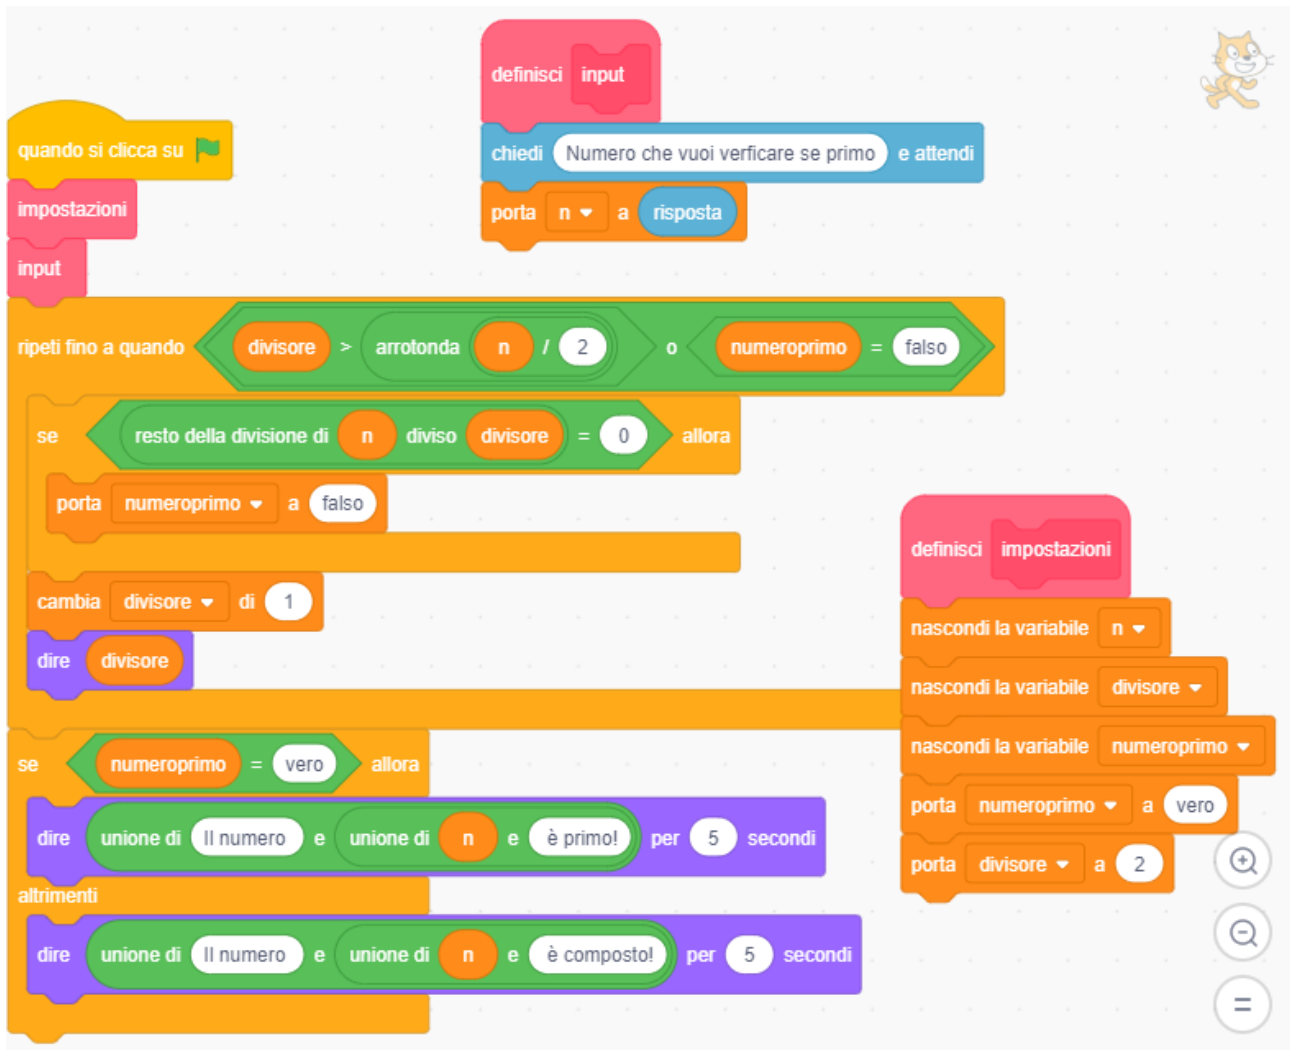 quando si clicca su
impostazioni
input
ripeti fino a quando divisore > arrotonda n / 2 o numeroprimo = falso
se resto della divisione di n diviso divisore = 0 allora
porta numeroprimo a falso
cambia divisore di 1
dire divisore
se numeroprimo = vero allora
dire unione di Il numero e unione di n e è primo! per 5 secondi
altrimenti
dire unione di Il numero e unione di n e è composto! per 5 secondi
definisci input
chiedi Numero che vuoi verficare se primo e attendi
porta n a risposta
definisci impostazioni
nascondi la variabile n
nascondi la variabile divisore
nascondi la variabile numeroprimo
porta numeroprimo a vero
porta divisore a 2